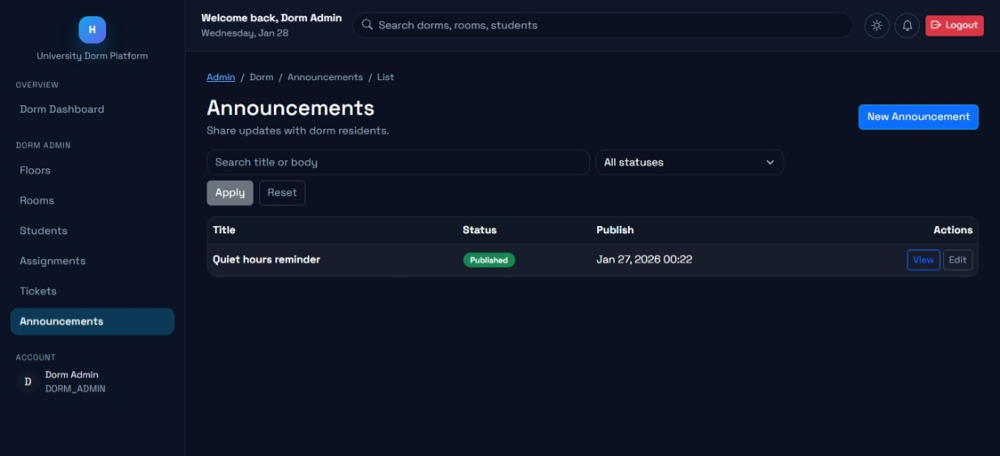 H
University Dorm Platform
OVERVIEW
Dorm Dashboard
DORM ADMIN
Floors
Rooms
Students
Assignments
Tickets
Announcements
ACCOUNT
D
Dorm Admin
DORM_ADMIN
Welcome back, Dorm Admin
Wednesday, Jan 28
Search dorms, rooms, students
Logout
Admin / Dorm / Announcements / List
Announcements
Share updates with dorm residents.
New Announcement
Search title or body
All statuses
Apply Reset
Title Status Publish Actions
Quiet hours reminder Published Jan 27, 2026 00:22 View Edit